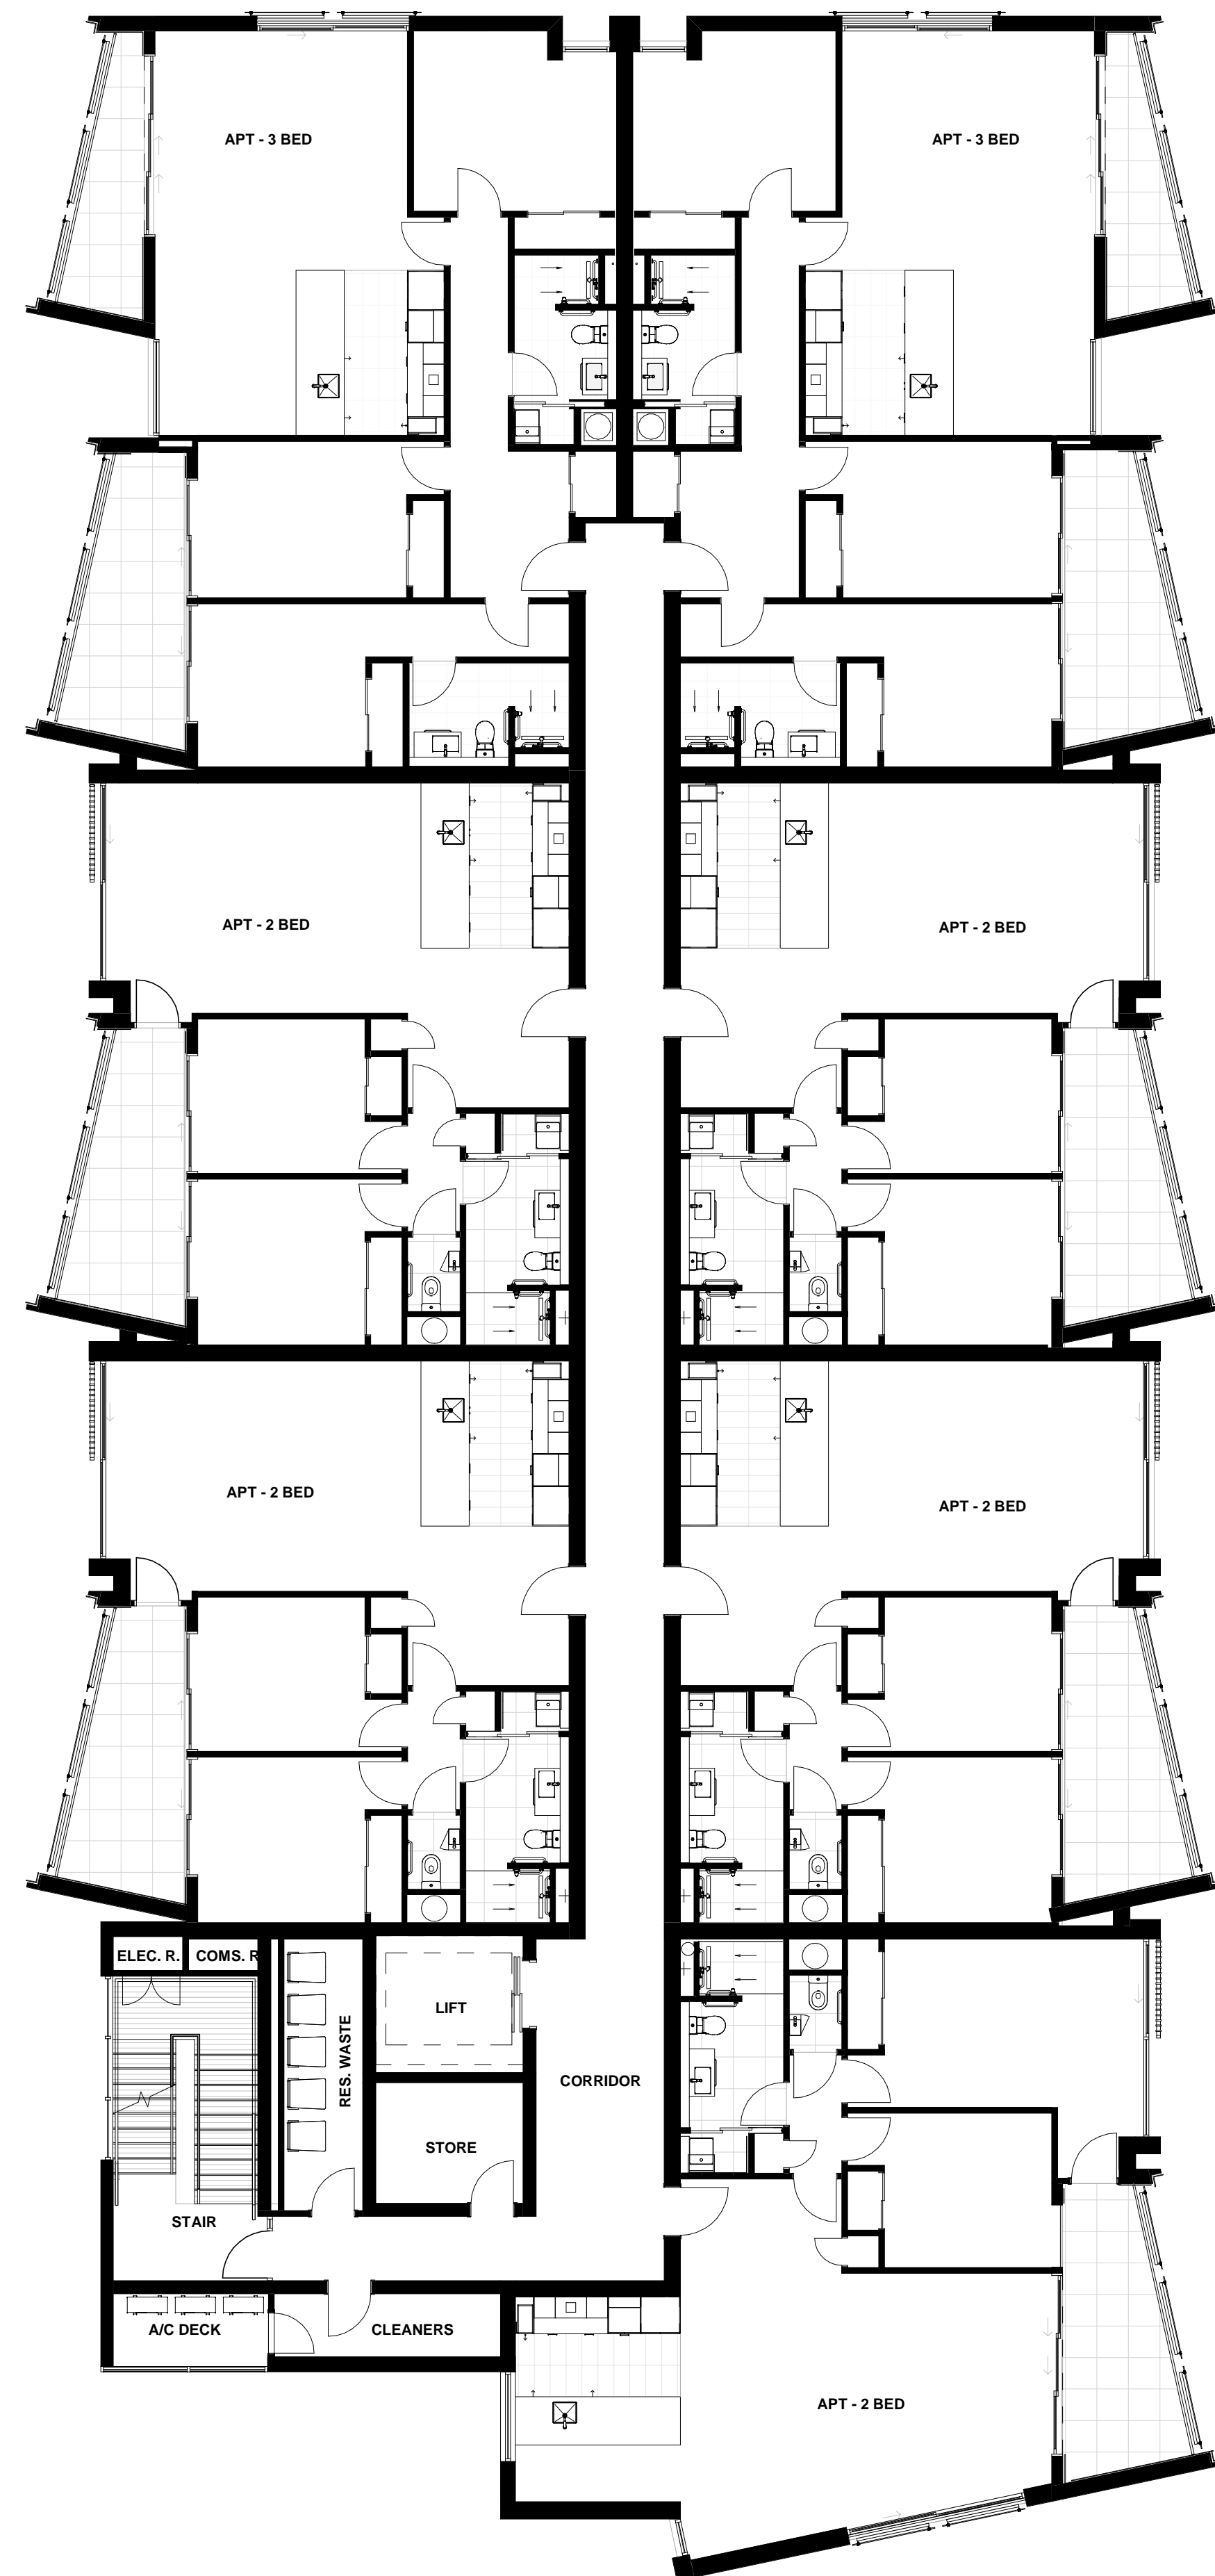 APT - 3 BED
APT - 3 BED
APT - 2 BED
APT - 2 BED
APT - 2 BED
APT - 2 BED
ELEC. R.
COMS. R
LIFT
RES. WASTE
CORRIDOR
STORE
STAIR
A/C DECK
CLEANERS
APT - 2 BED